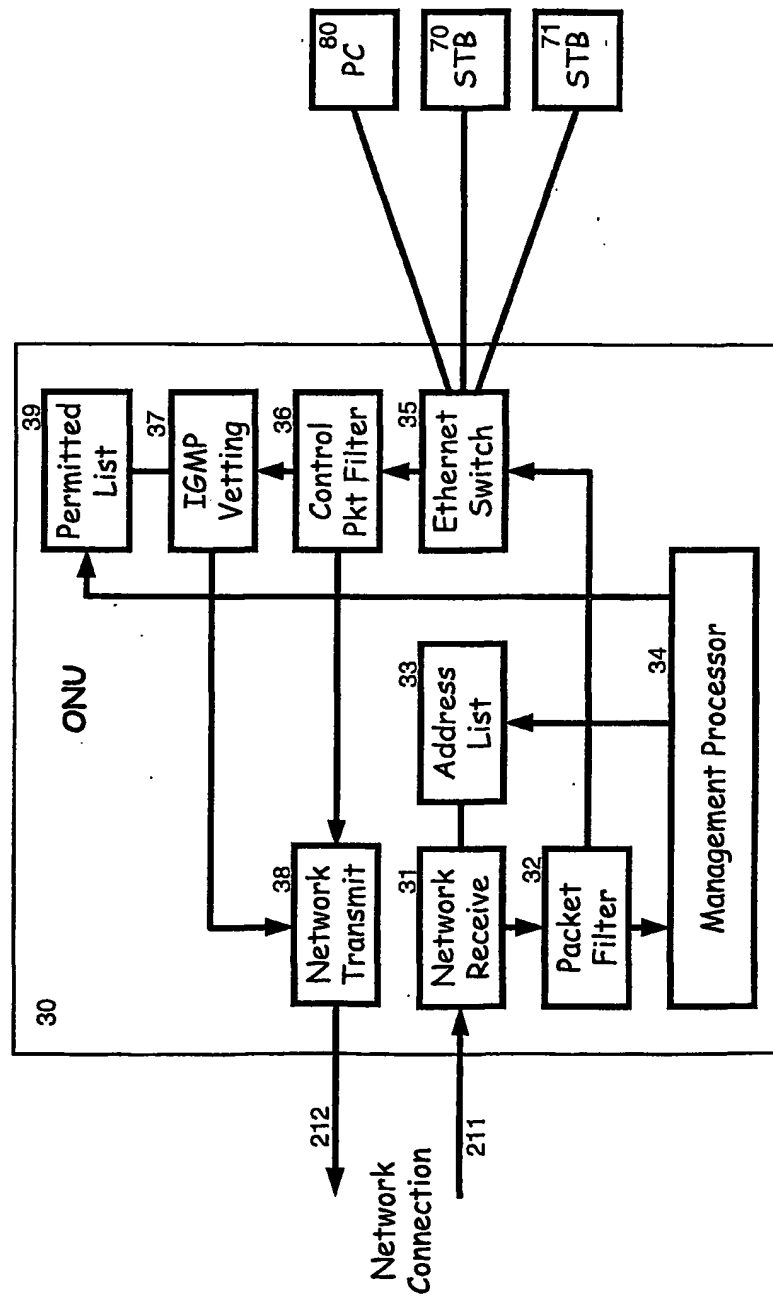 30
ONU
39
Permitted
List
37
IGMP
Vetting
36
Control
Pkt Filter
35
Ethernet
Switch
80
PC
70
STB
71
STB
38
Network
Transmit
31
Network
Receive
33
Address
List
32
Packet
Filter
34
Management Processor
212
Network
Connection
211